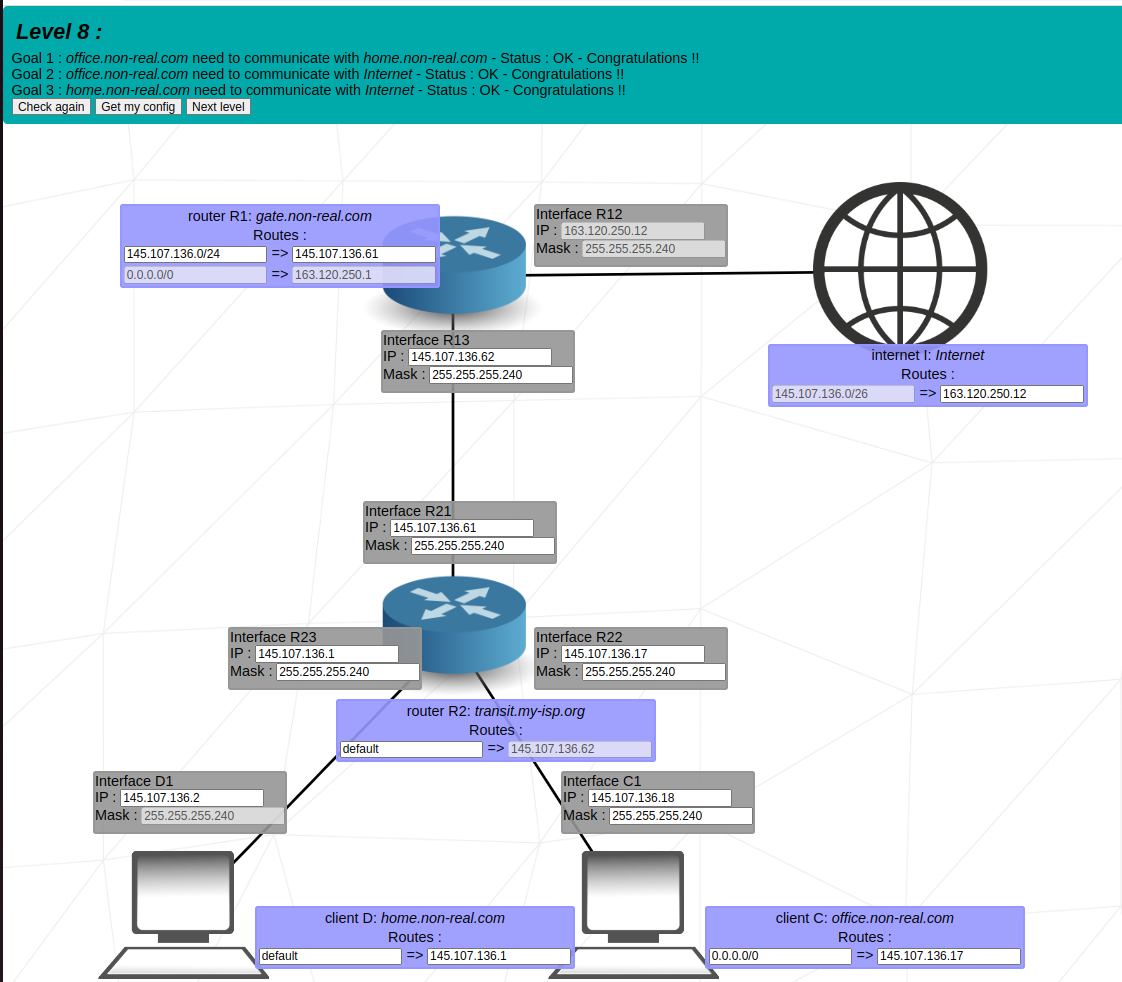 Level 8 :
Goal 1 : office.non-real.com need to communicate with home.non-real.com - Status : OK - Congratulations !!
Goal 2 : office.non-real.com need to communicate with Internet - Status : OK - Congratulations !!
Goal 3 : home.non-real.com need to communicate with Internet - Status : OK - Congratulations !!
Check again Get my config Next level
router R1: gate.non-real.com
Routes :
145.107.136.0/24 => 145.107.136.61
0.0.0.0/0 => 163.120.250.1
Interface R12
IP : 163.120.250.12
Mask : 255.255.255.240
Interface R13
IP : 145.107.136.62
Mask : 255.255.255.240
internet I: Internet
Routes :
145.107.136.0/26 => 163.120.250.12
Interface R21
IP : 145.107.136.61
Mask : 255.255.255.240
Interface R23
IP : 145.107.136.1
Mask : 255.255.255.240
Interface R22
IP : 145.107.136.17
Mask : 255.255.255.240
router R2: transit.my-isp.org
Routes :
default => 145.107.136.62
Interface D1
IP : 145.107.136.2
Mask : 255.255.255.240
Interface C1
IP : 145.107.136.18
Mask : 255.255.255.240
client D: home.non-real.com
Routes :
default => 145.107.136.1
client C: office.non-real.com
Routes :
0.0.0.0/0 => 145.107.136.17